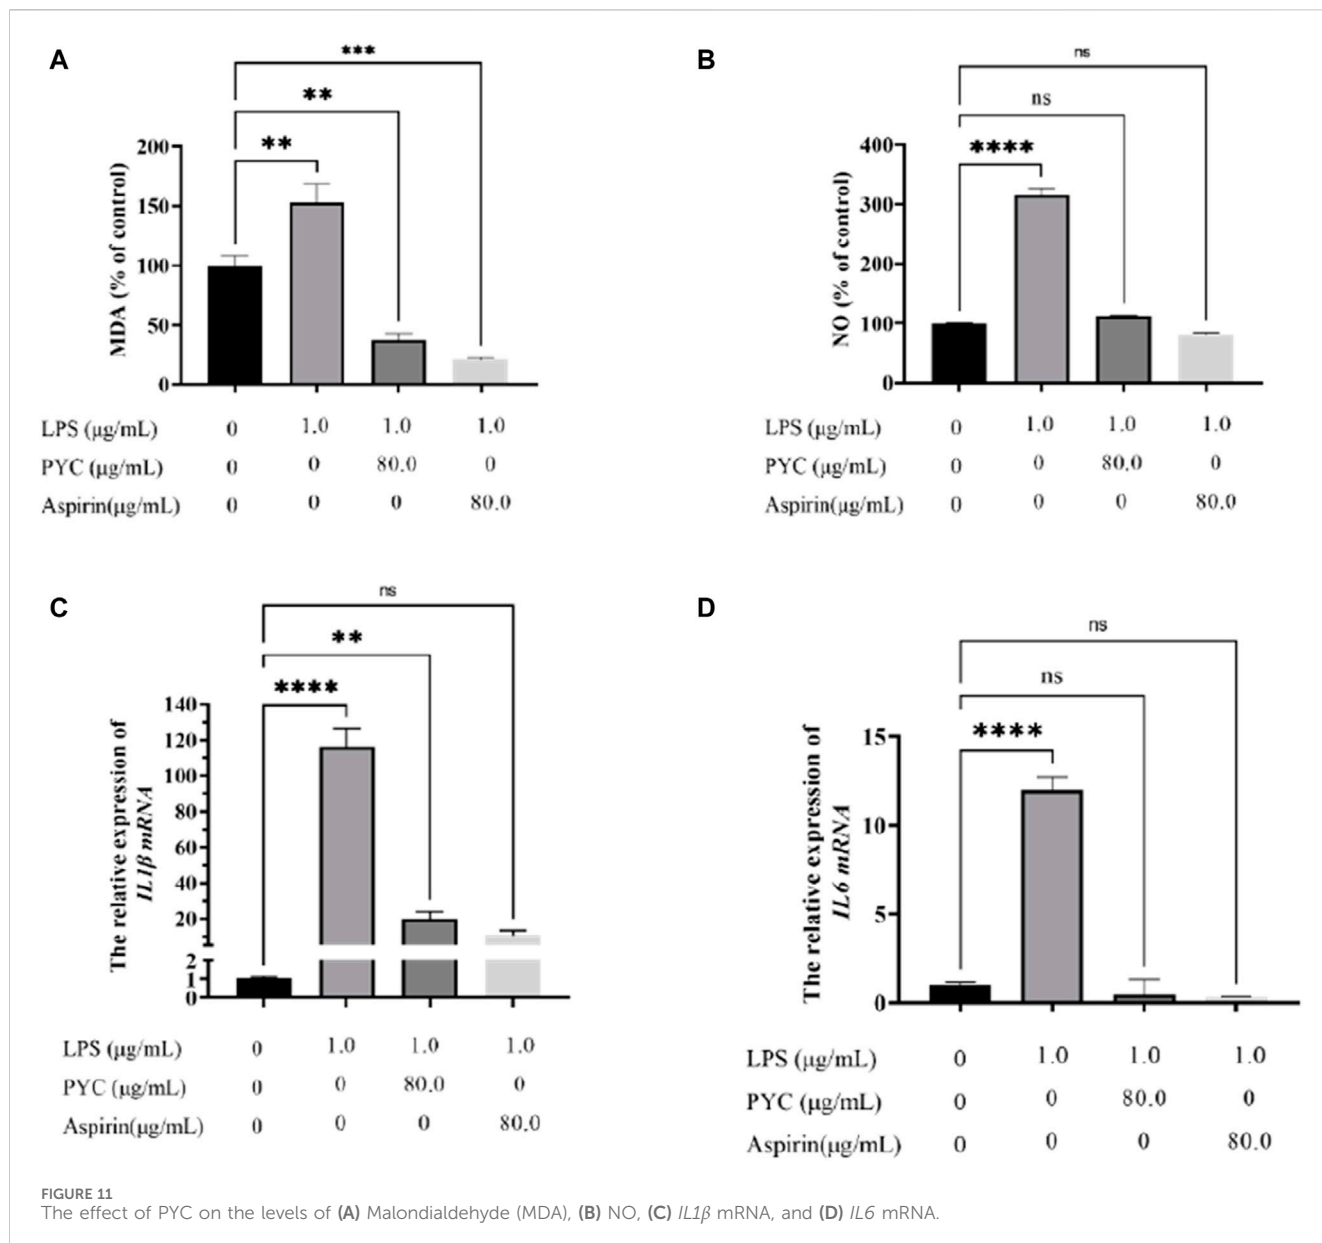 A
***
**
**
MDA (% of control)
200
150
100
50
0
LPS (μg/mL) 0 1.0 1.0 1.0
PYC (μg/mL) 0 0 80.0 0
Aspirin(μg/mL) 0 0 0 80.0
B
ns
ns
****
NO (% of control)
400
300
200
100
0
LPS (μg/mL) 0 1.0 1.0 1.0
PYC (μg/mL) 0 0 80.0 0
Aspirin(μg/mL) 0 0 0 80.0
C
ns
**
****
The relative expression of
IL1β mRNA
140
120
100
80
60
40
20
2
1
0
LPS (μg/mL) 0 1.0 1.0 1.0
PYC (μg/mL) 0 0 80.0 0
Aspirin(μg/mL) 0 0 0 80.0
D
ns
ns
****
The relative expression of
IL6 mRNA
15
10
5
0
LPS (μg/mL) 0 1.0 1.0 1.0
PYC (μg/mL) 0 0 80.0 0
Aspirin(μg/mL) 0 0 0 80.0
FIGURE 11
The effect of PYC on the levels of (A) Malondialdehyde (MDA), (B) NO, (C) IL1β mRNA, and (D) IL6 mRNA.